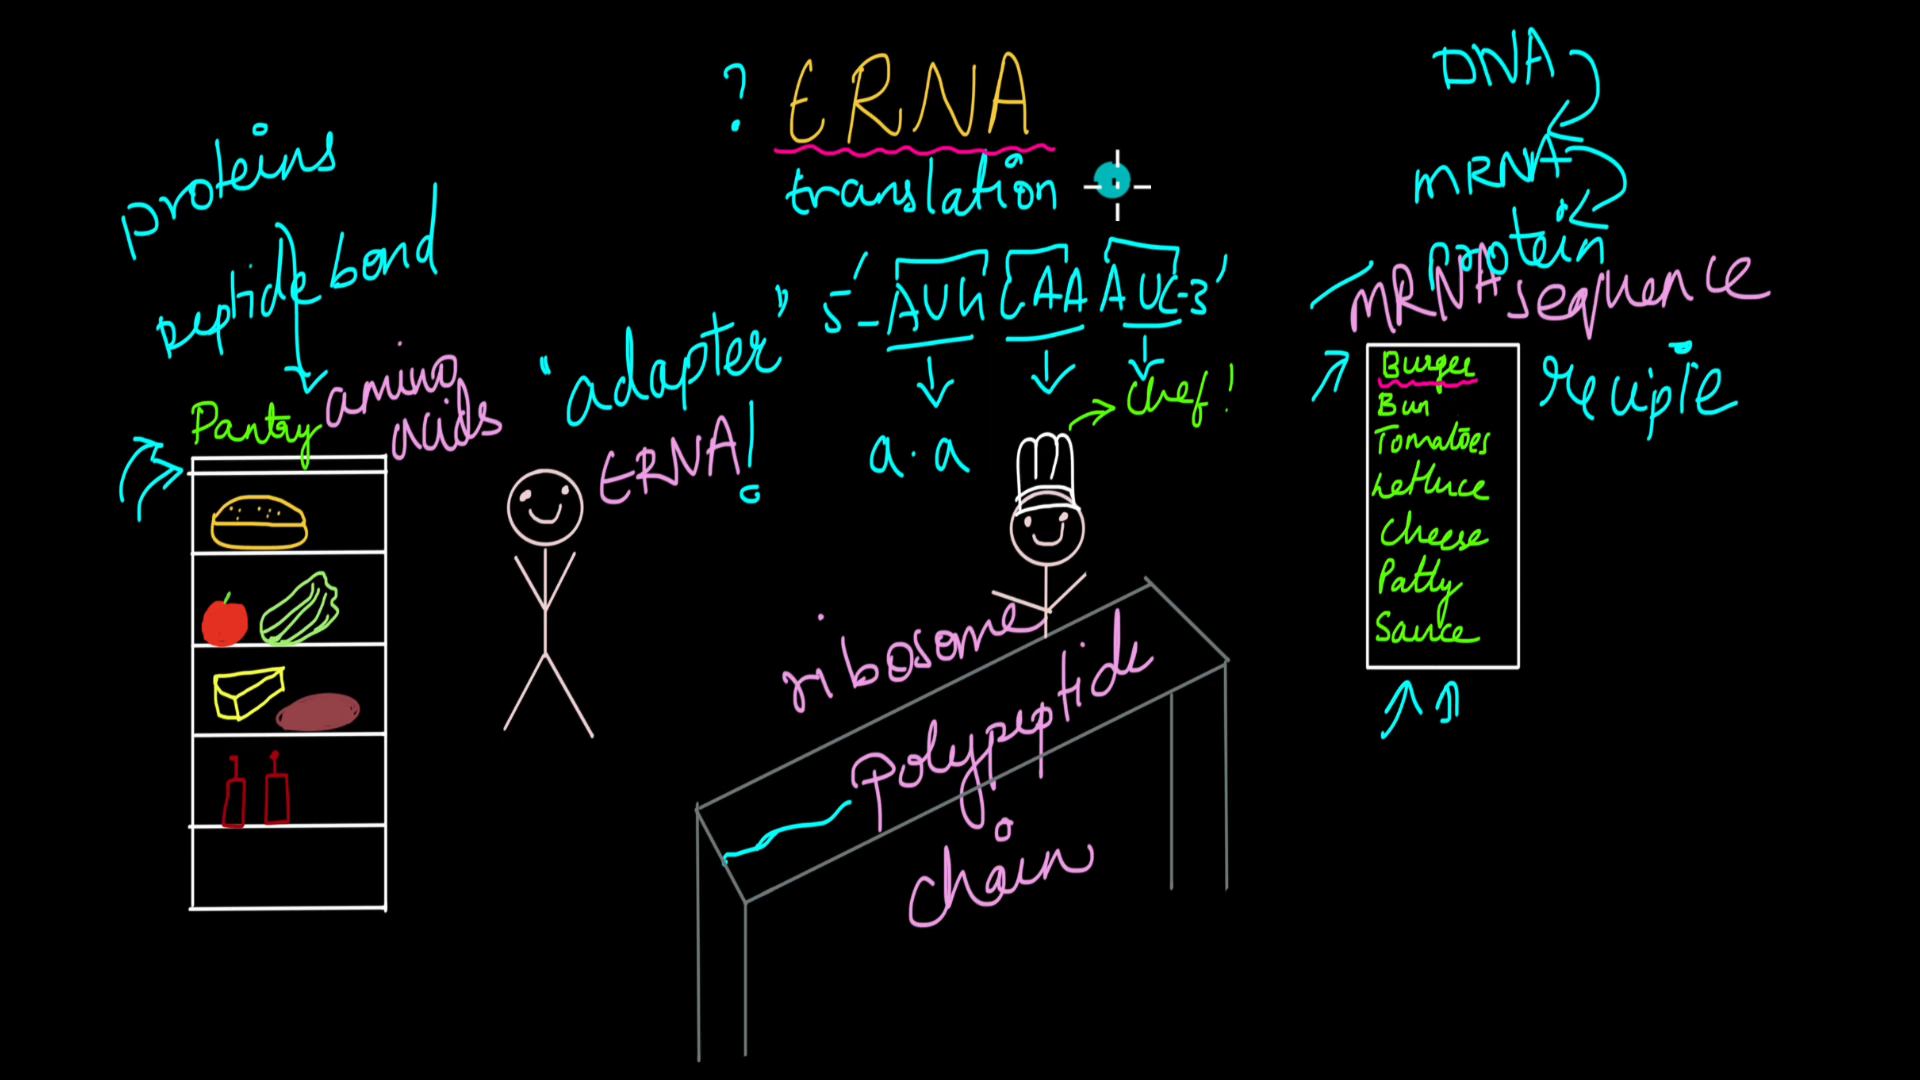 ? tRNA
translation
DNA
mRNA
protein
proteins
peptide bond
amino
acids
Pantry
"adapter"
tRNA!
5'-AUG CAA AUC-3'
a.a
chef!
mRNA sequence
recipie
Burger
Bun
Tomatoes
Lettuce
Cheese
Patty
Sauce
ribosome
Polypeptide
chain